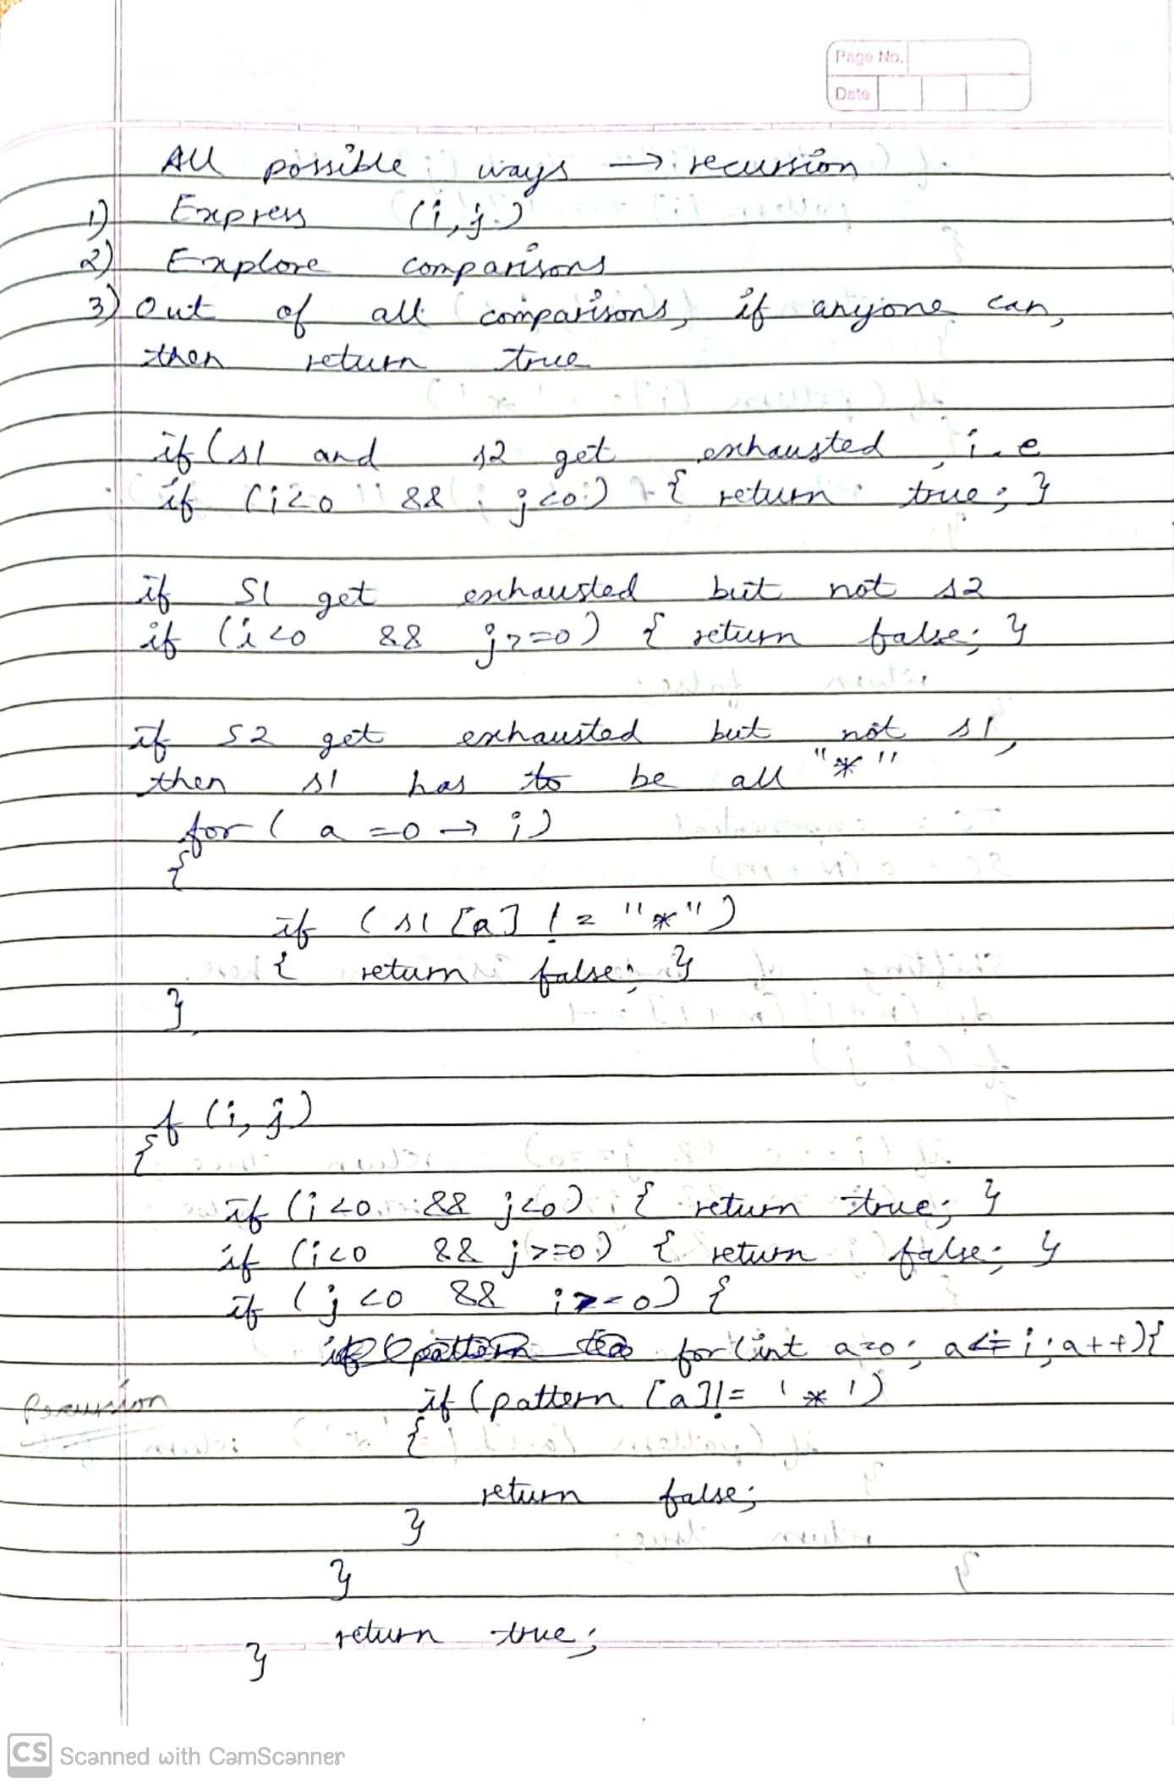 Page No.
Date
All possible ways → recursion
1) Express (i, j)
2) Explore comparisons
3) Out of all comparisons, if anyone can,
then return true
if (s1 and s2 get exhausted i.e
if (i<0 && j<0) { return true; }
if S1 get exhausted but not s2
if (i<0 && j>=0) { return false; }
if S2 get exhausted but not s1,
then s1 has to be all "*"
for ( a =0 → i)
{
if (s1 [a] != "*")
{ return false; }
}
f (i, j)
{
if (i<0 && j<0) { return true; }
if (i<0 && j>=0) { return false; }
if (j<0 && i>=0) {
for (int a=0; a<=i; a++){
if (pattern [a] != '*')
Recursion
{
return false;
}
}
return true;
}
CS Scanned with CamScanner